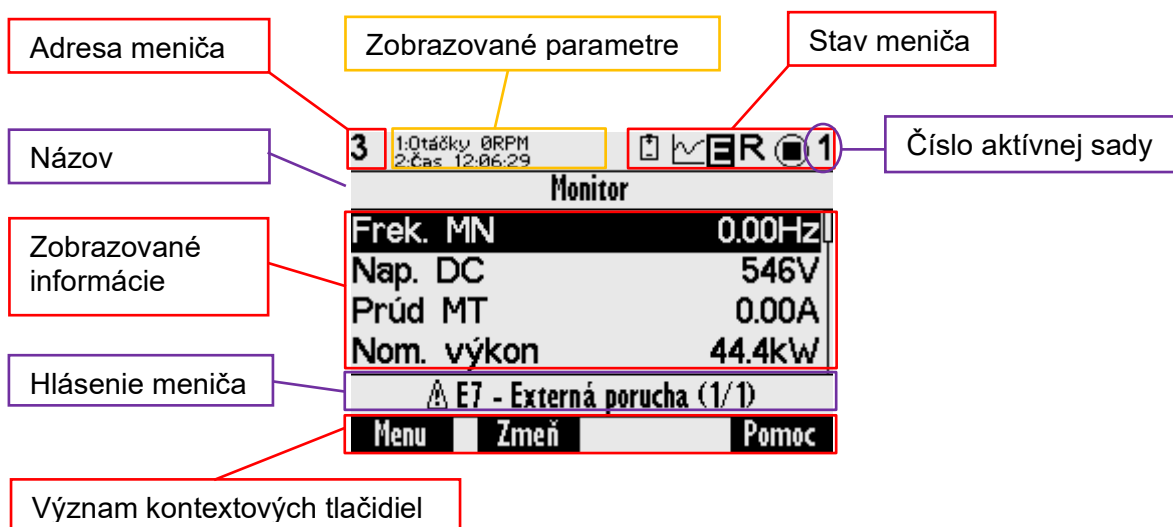 Adresa meniča
Zobrazované parametre
Stav meniča
3
1:Otáčky 0RPM
2:Čas 12:06:29
E R 1
Číslo aktívnej sady
Názov
Monitor
Zobrazované
informácie
Frek. MN 0.00Hz
Nap. DC 546V
Prúd MT 0.00A
Nom. výkon 44.4kW
Hlásenie meniča
E7 - Externá porucha (1/1)
Menu Zmeň Pomoc
Význam kontextových tlačidiel